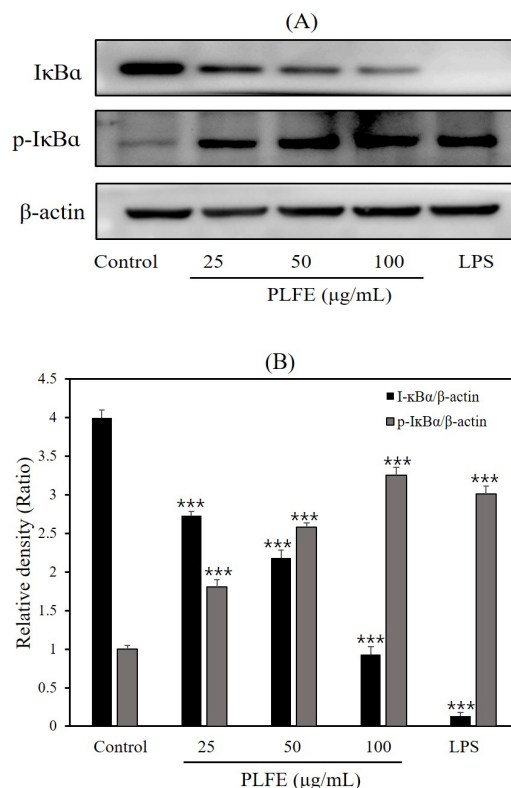 (A)
IκBα
p-IκBα
β-actin
Control 25 50 100 LPS
PLFE (µg/mL)
(B)
4.5
4
3.5
3
2.5
2
1.5
1
0.5
0
Relative density (Ratio)
I-κBα/β-actin
p-IκBα/β-actin
*** *** *** *** *** *** *** ***
Control 25 50 100 LPS
PLFE (µg/mL)